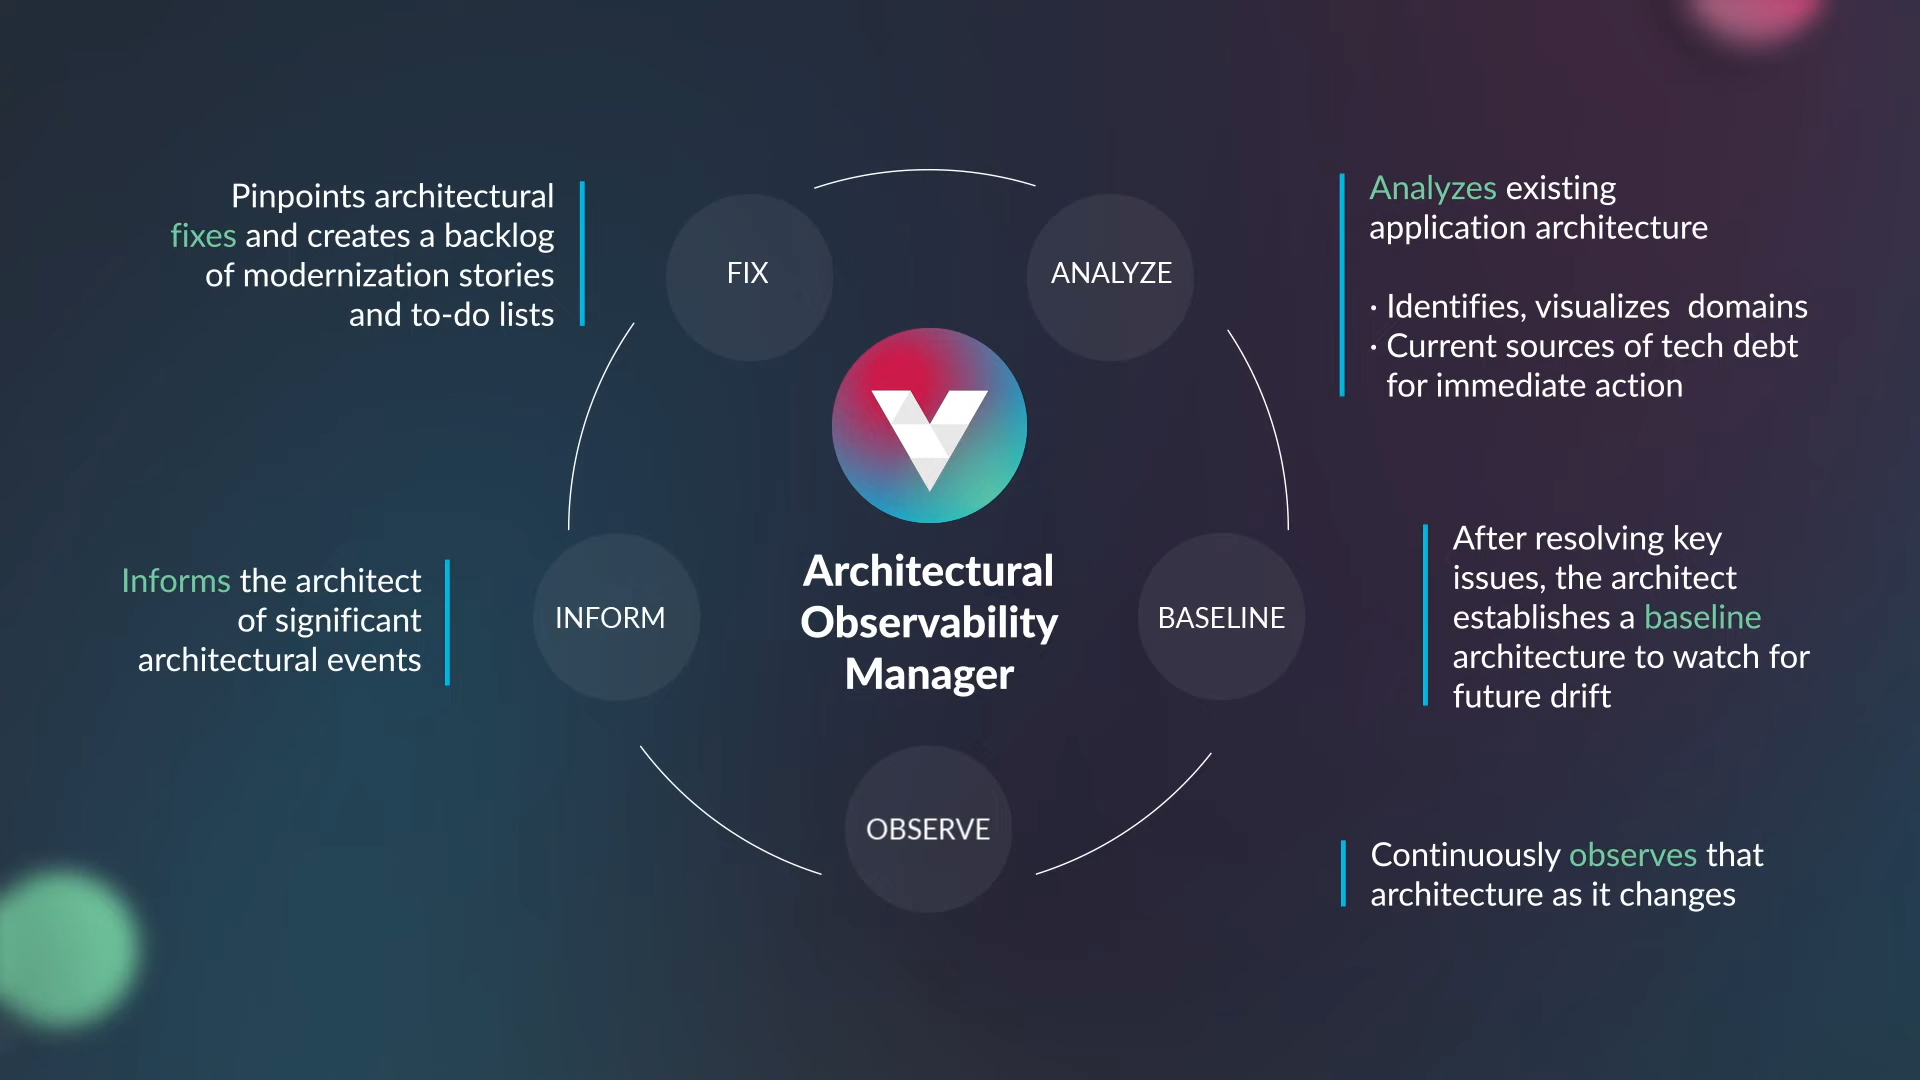 Pinpoints architectural
fixes and creates a backlog
of modernization stories
and to-do lists
FIX
ANALYZE
Analyzes existing
application architecture
· Identifies, visualizes  domains
· Current sources of tech debt
for immediate action
Informs the architect
of significant
architectural events
INFORM
Architectural
Observability
Manager
BASELINE
After resolving key
issues, the architect
establishes a baseline
architecture to watch for
future drift
OBSERVE
Continuously observes that
architecture as it changes